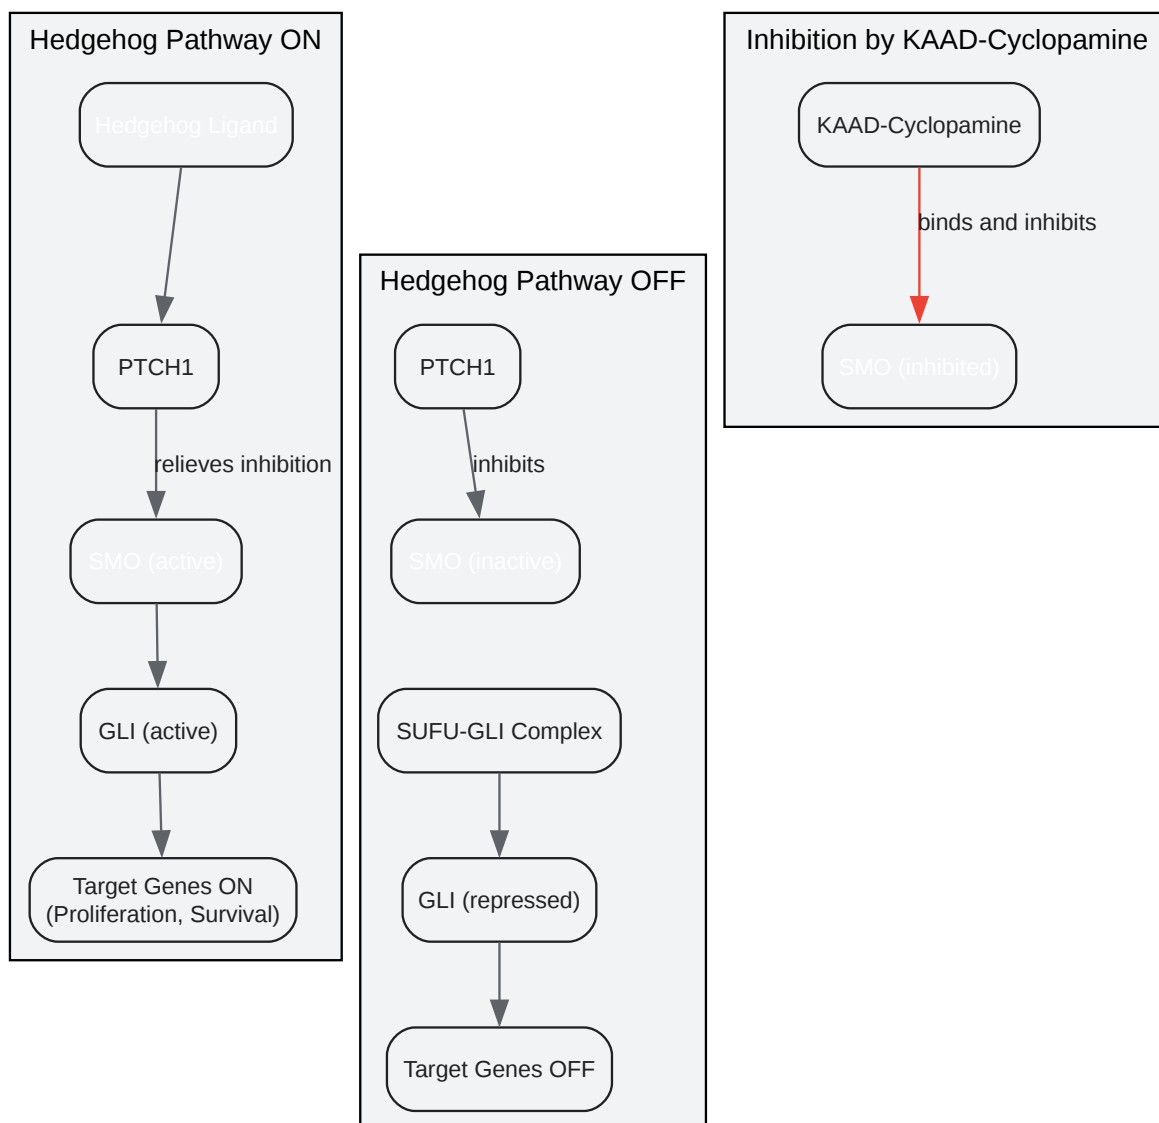 Hedgehog Pathway ON
Hedgehog Ligand
PTCH1
relieves inhibition
SMO (active)
GLI (active)
Target Genes ON
(Proliferation, Survival)
Hedgehog Pathway OFF
PTCH1
inhibits
SMO (inactive)
SUFU-GLI Complex
GLI (repressed)
Target Genes OFF
Inhibition by KAAD-Cyclopamine
KAAD-Cyclopamine
binds and inhibits
SMO (inhibited)